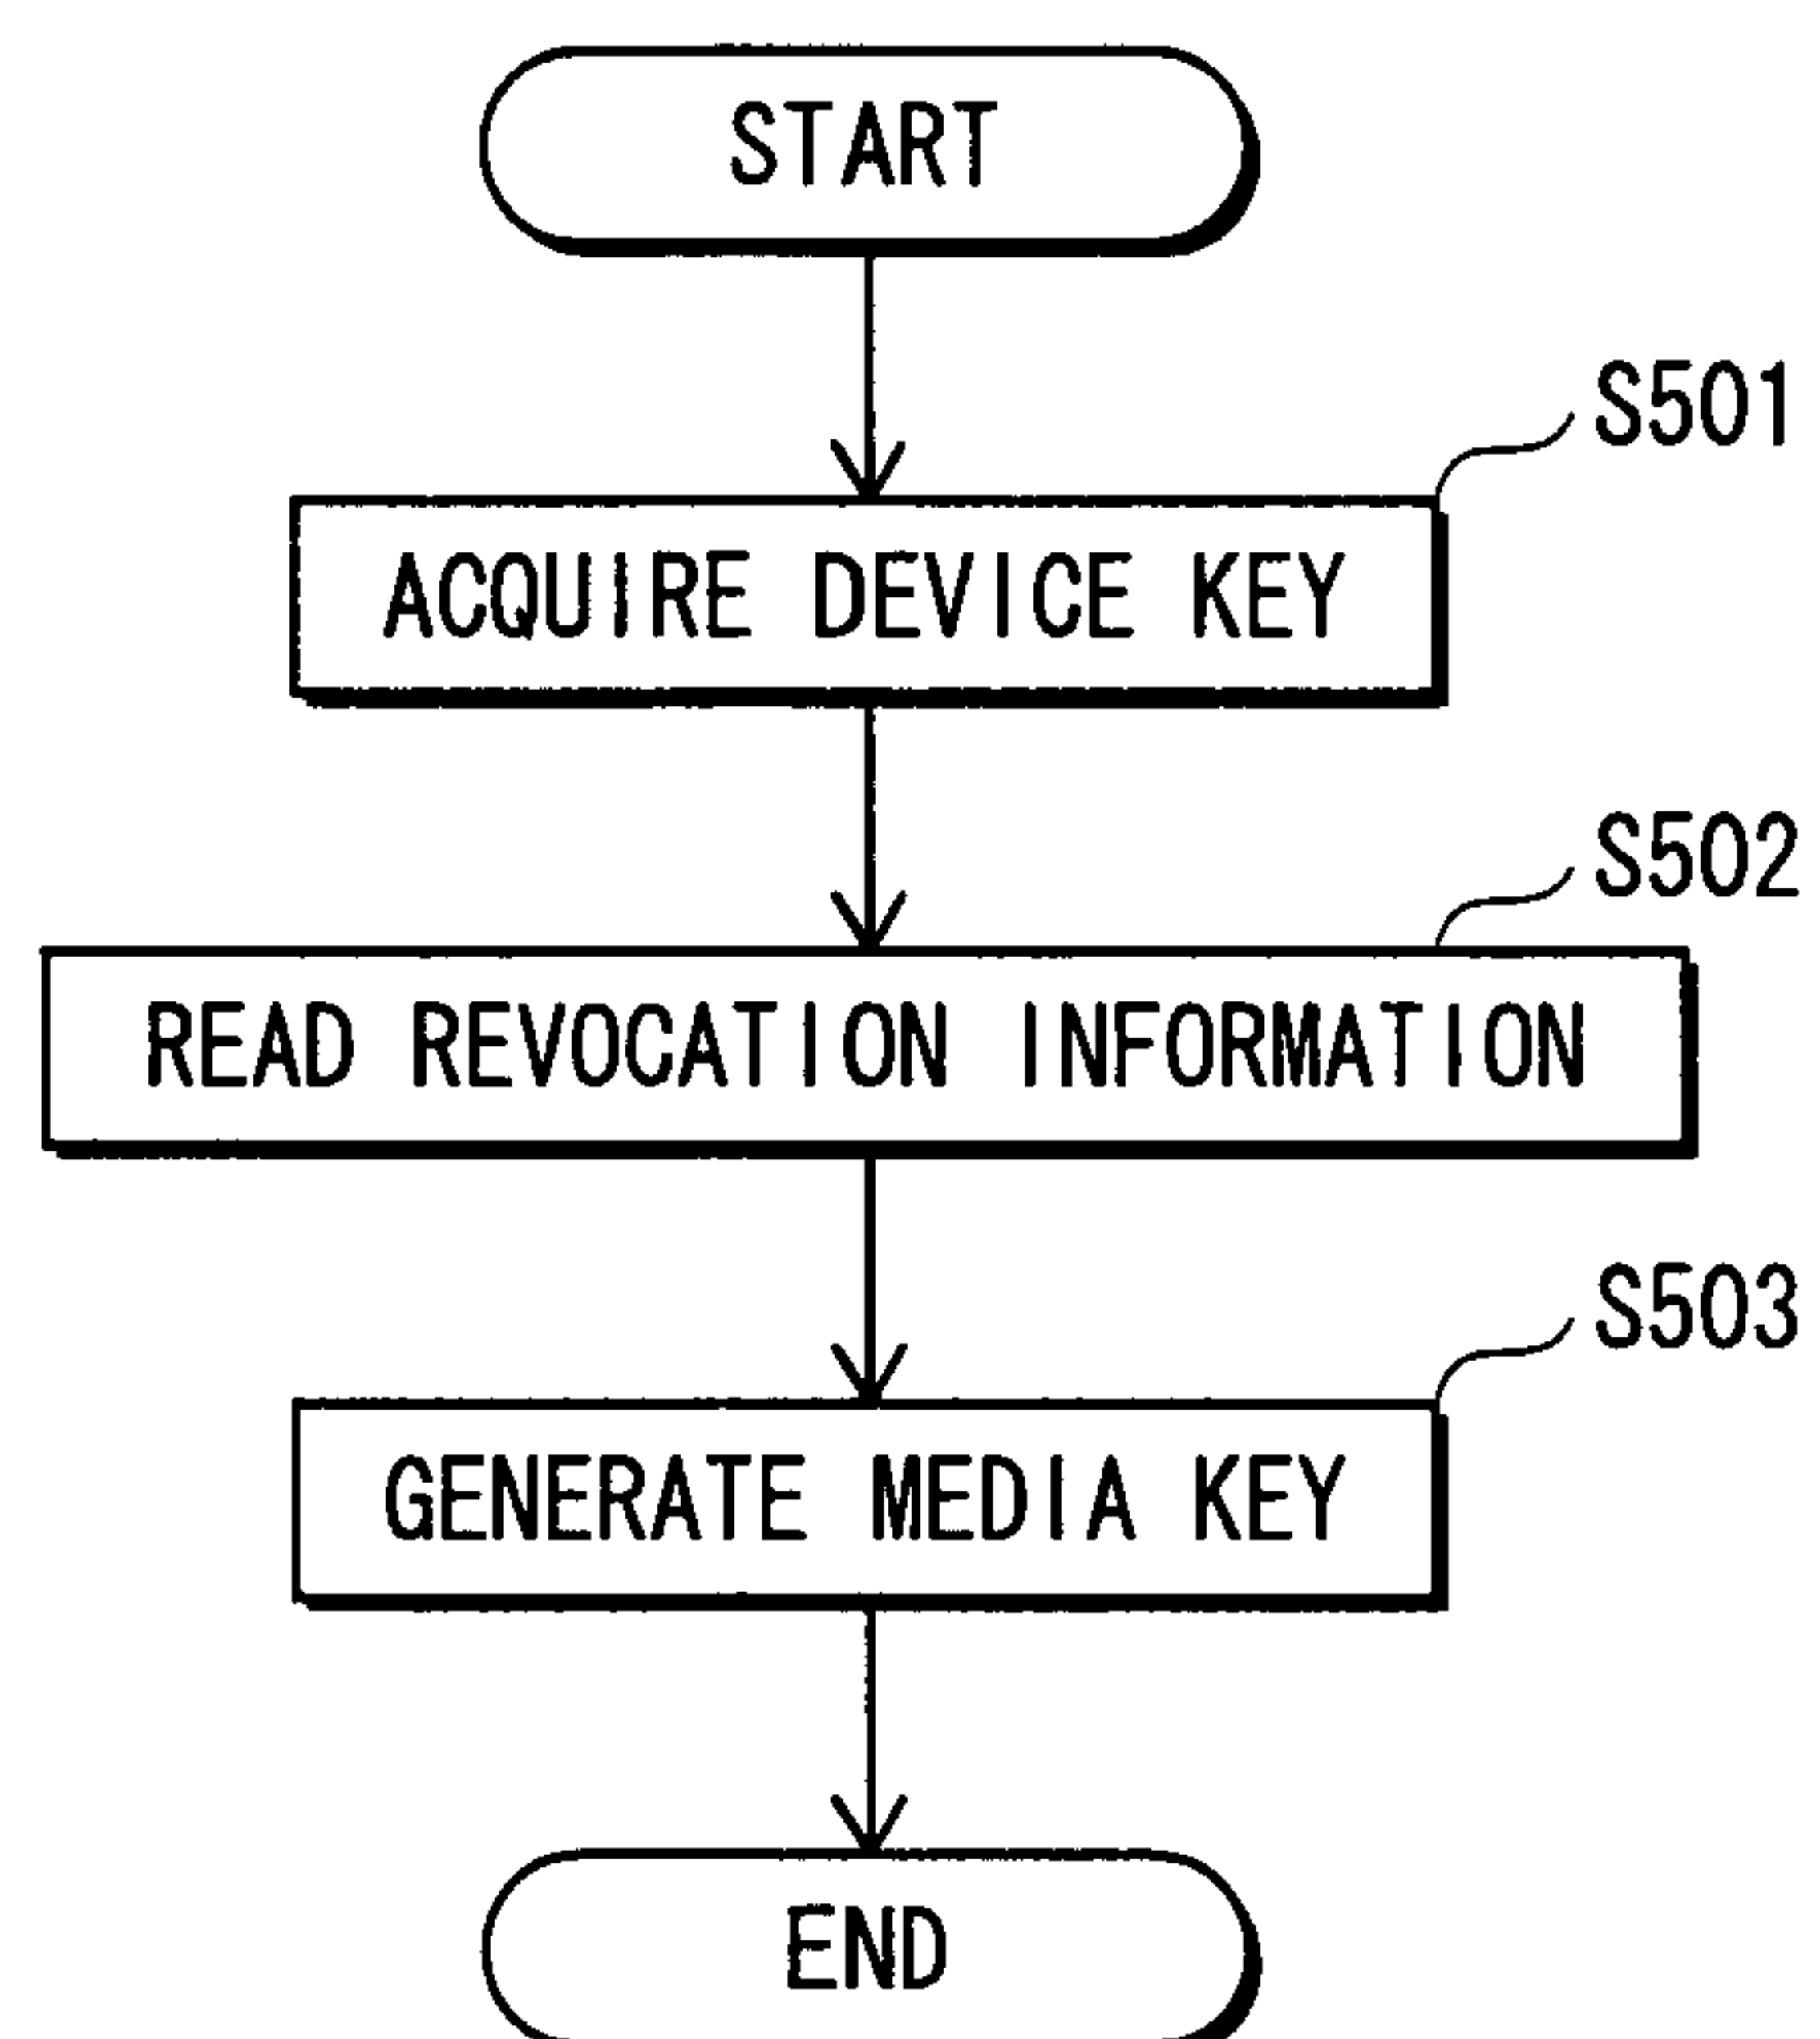 START
S501
ACQUIRE DEVICE KEY
S502
READ REVOCATION INFORMATION
S503
GENERATE MEDIA KEY
END